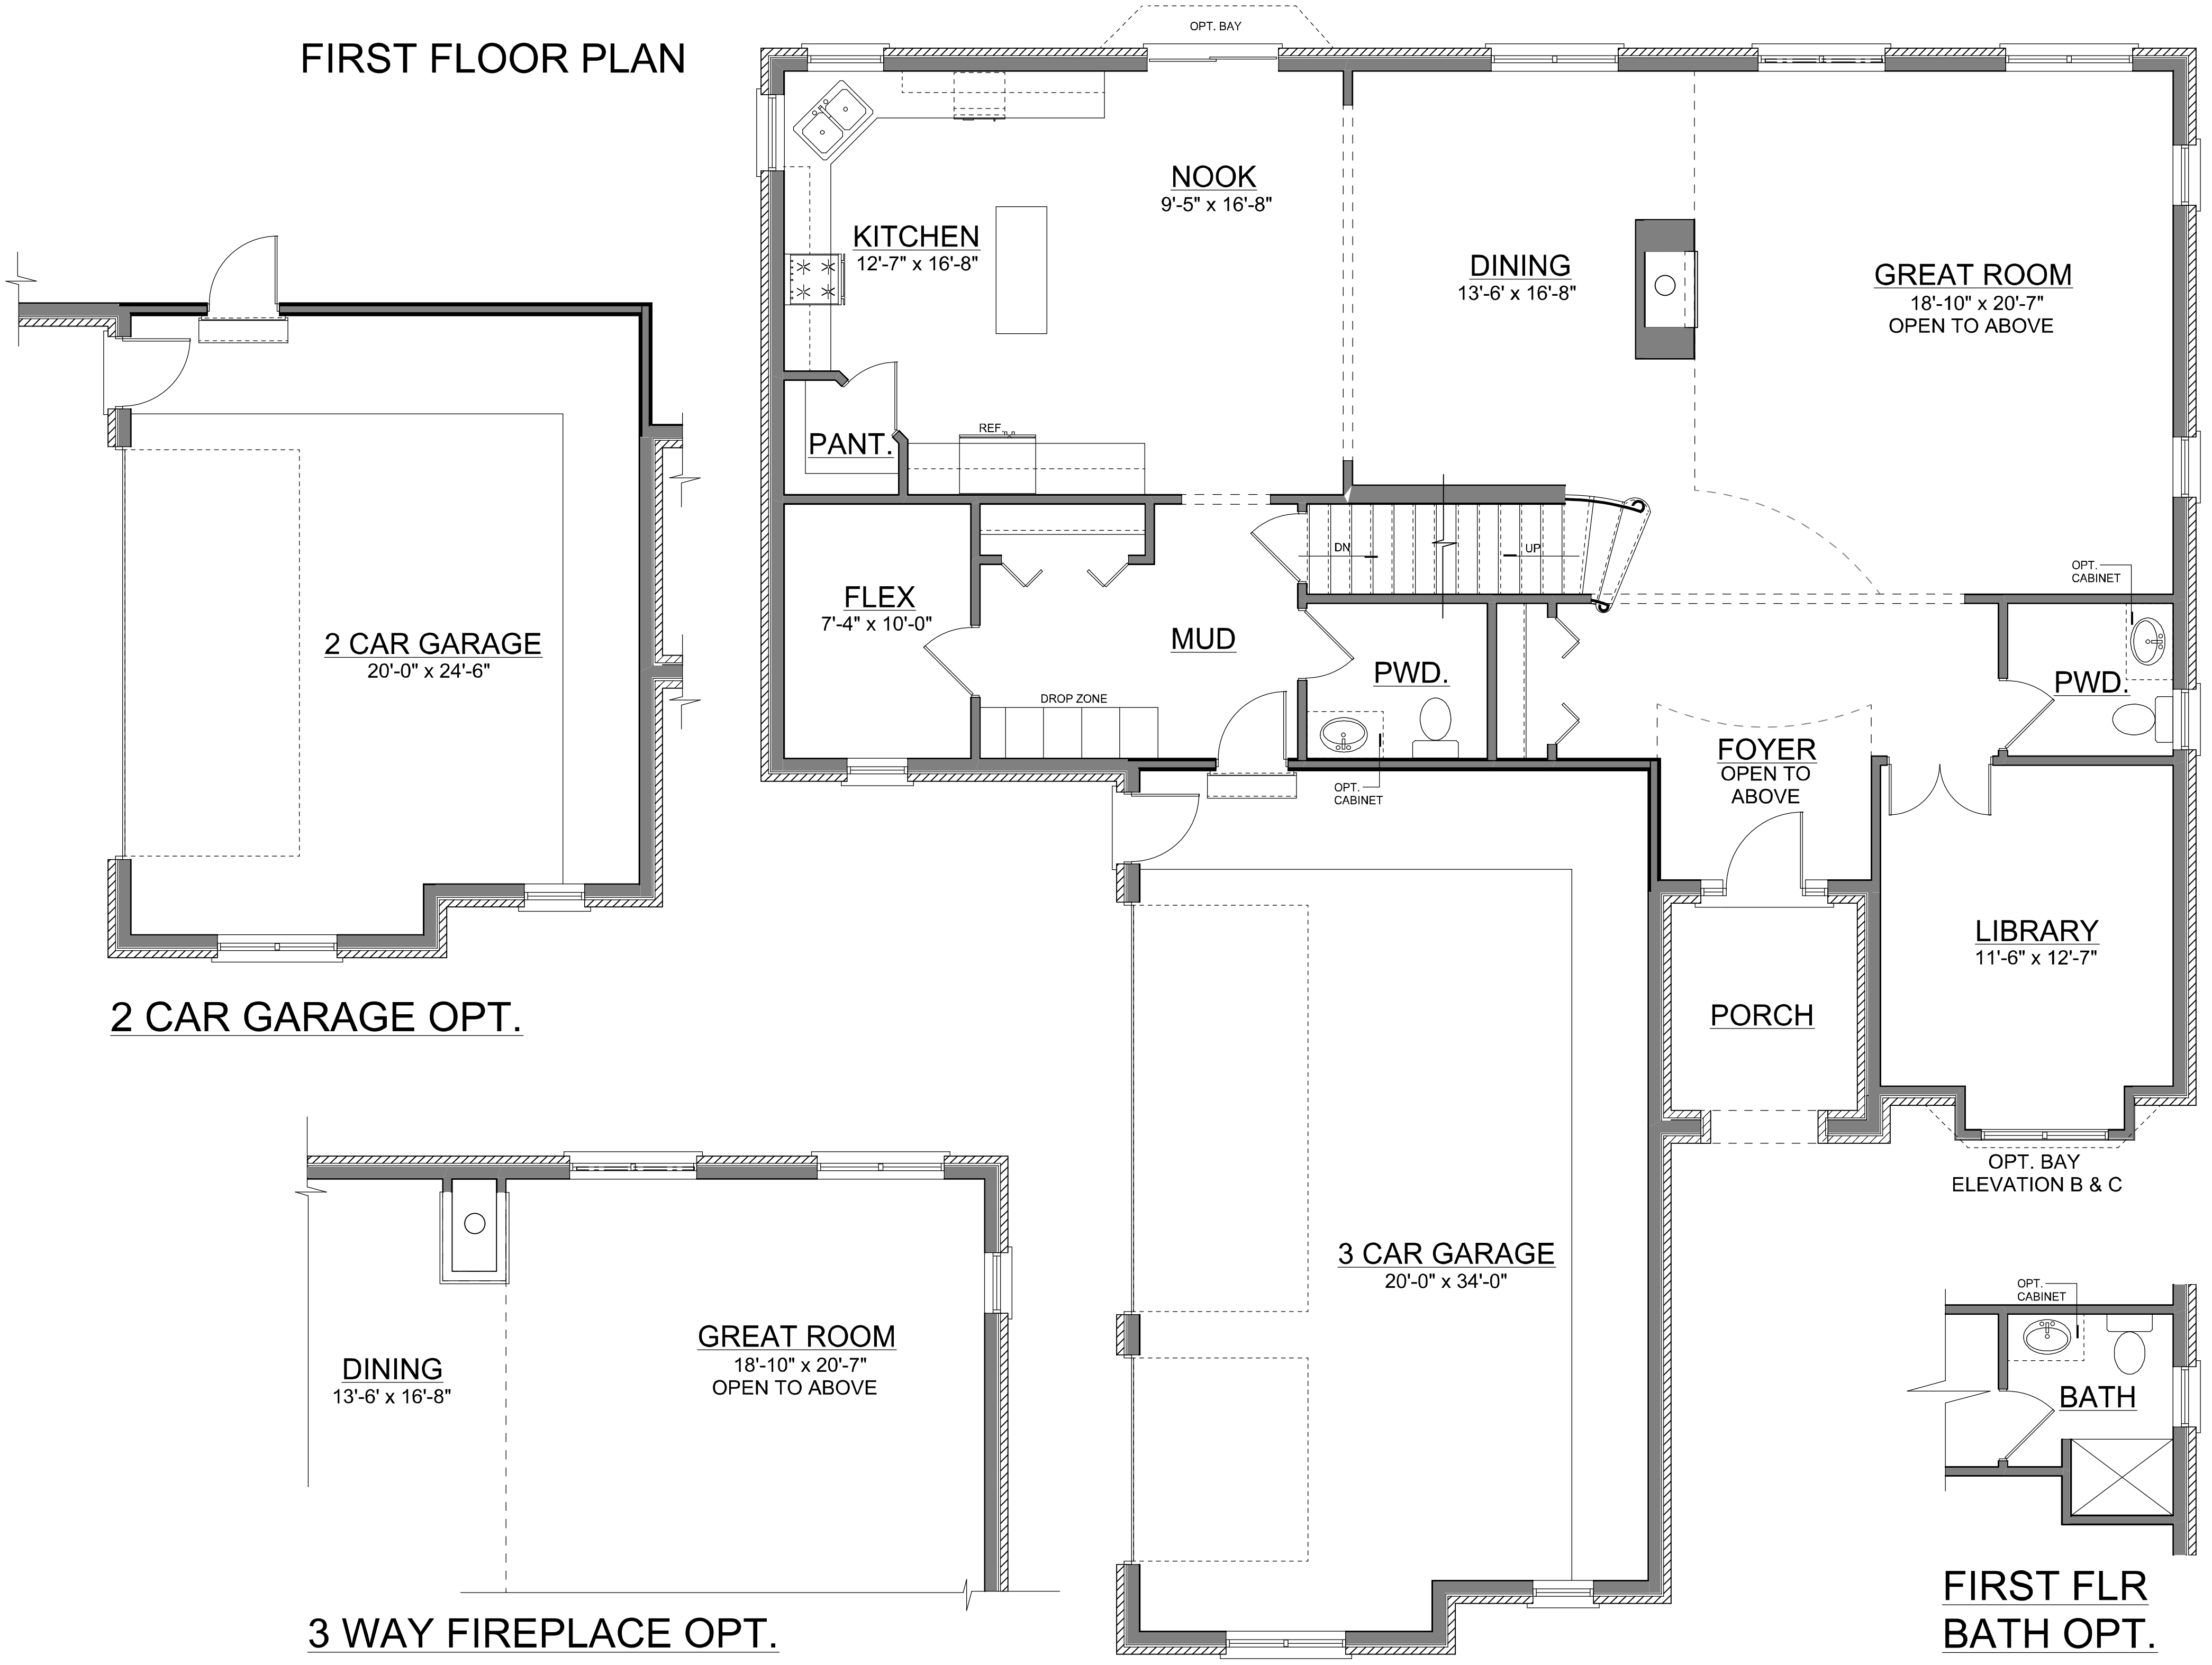 FIRST FLOOR PLAN
OPT. BAY
NOOK
9'-5" x 16'-8"
KITCHEN
12'-7" x 16'-8"
DINING
13'-6' x 16'-8"
GREAT ROOM
18'-10" x 20'-7"
OPEN TO ABOVE
PANT.
REF.
DN
UP
OPT.
CABINET
FLEX
7'-4" x 10'-0"
MUD
DROP ZONE
PWD.
OPT.
CABINET
PWD.
FOYER
OPEN TO
ABOVE
2 CAR GARAGE
20'-0" x 24'-6"
2 CAR GARAGE OPT.
LIBRARY
11'-6" x 12'-7"
PORCH
OPT. BAY
ELEVATION B & C
3 CAR GARAGE
20'-0" x 34'-0"
DINING
13'-6' x 16'-8"
GREAT ROOM
18'-10" x 20'-7"
OPEN TO ABOVE
3 WAY FIREPLACE OPT.
OPT.
CABINET
BATH
FIRST FLR
BATH OPT.